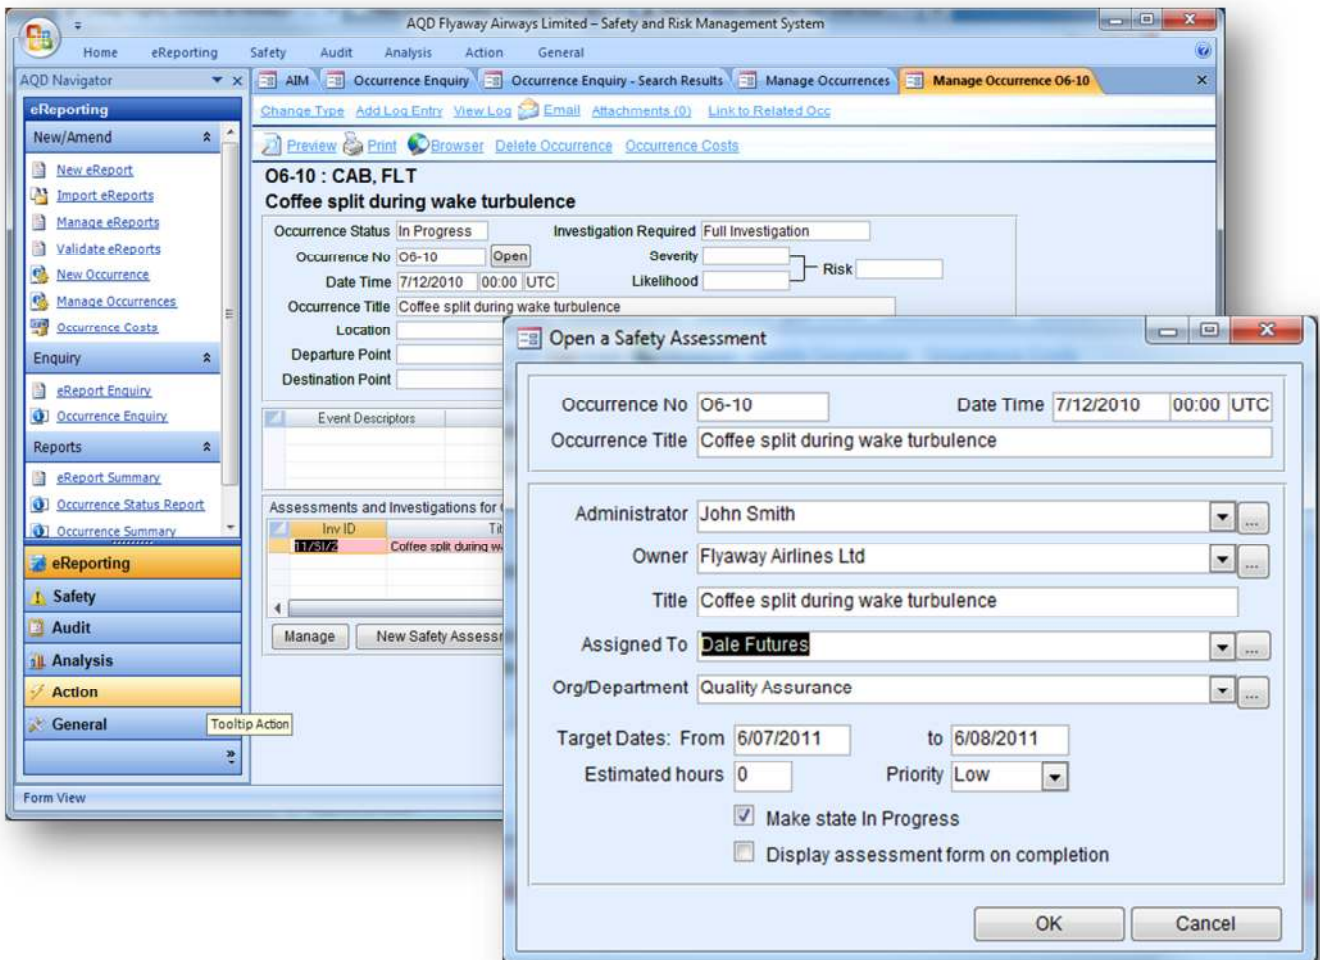 AQD Flyaway Airways Limited – Safety and Risk Management System
Home eReporting Safety Audit Analysis Action General
AQD Navigator
AIM Occurrence Enquiry Occurrence Enquiry - Search Results Manage Occurrences Manage Occurrence O6-10
eReporting
New/Amend
New eReport
Import eReports
Manage eReports
Validate eReports
New Occurrence
Manage Occurrences
Occurrence Costs
Enquiry
eReport Enquiry
Occurrence Enquiry
Reports
eReport Summary
Occurrence Status Report
Occurrence Summary
eReporting
Safety
Audit
Analysis
Action
General
Tooltip Action
Form View
Change Type Add Log Entry View Log Email Attachments (0) Link to Related Occ
Preview Print Browser Delete Occurrence Occurrence Costs
O6-10 : CAB, FLT
Coffee split during wake turbulence
Occurrence Status In Progress Investigation Required Full Investigation
Occurrence No O6-10 Open Severity
Risk
Date Time 7/12/2010 00:00 UTC Likelihood
Occurrence Title Coffee split during wake turbulence
Location
Departure Point
Destination Point
Event Descriptors
Assessments and Investigations for
Inv ID Tit
11/SI/2 Coffee split during w
Manage New Safety Assess
Open a Safety Assessment
Occurrence No O6-10 Date Time 7/12/2010 00:00 UTC
Occurrence Title Coffee split during wake turbulence
Administrator John Smith
Owner Flyaway Airlines Ltd
Title Coffee split during wake turbulence
Assigned To Dale Futures
Org/Department Quality Assurance
Target Dates: From 6/07/2011 to 6/08/2011
Estimated hours 0 Priority Low
Make state In Progress
Display assessment form on completion
OK Cancel